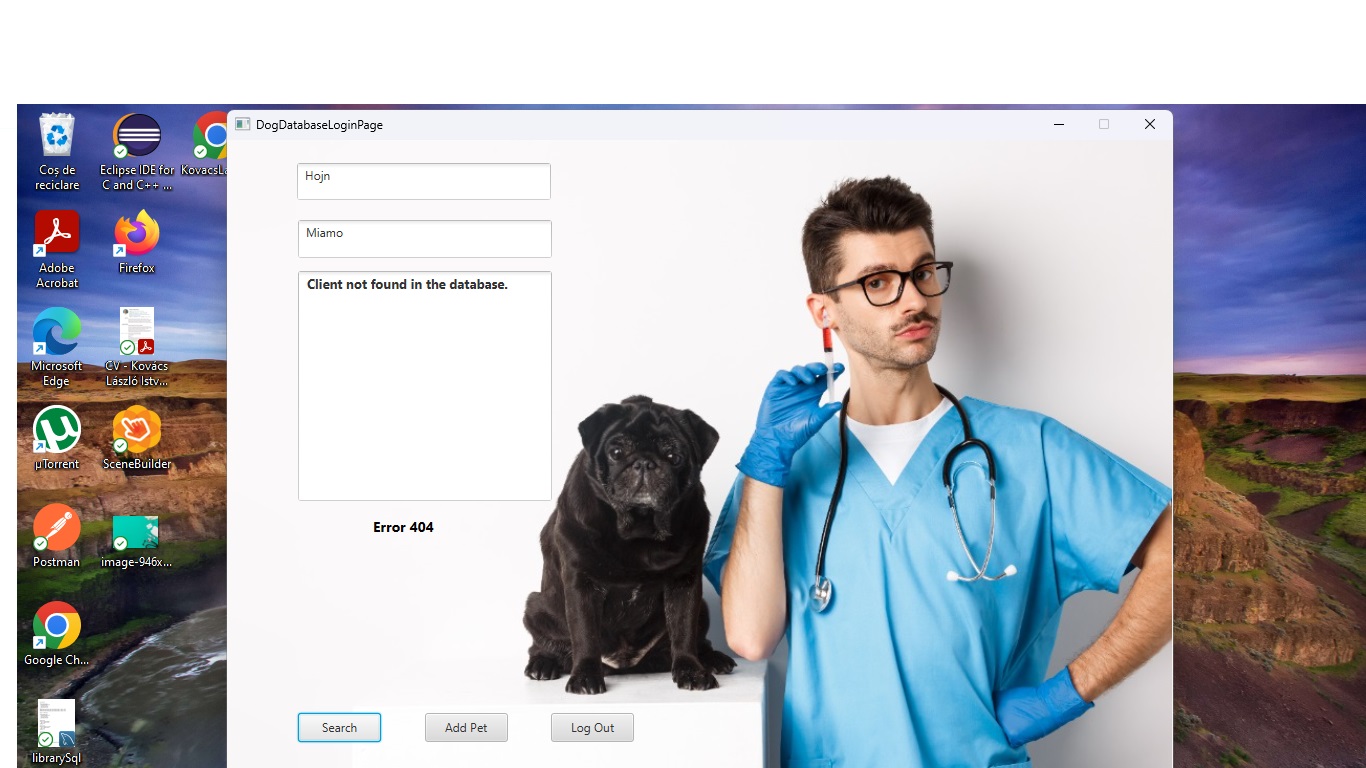 DogDatabaseLoginPage
Coș de
reciclare
Eclipse IDE for
C and C++ ...
KovacsLa
Adobe
Acrobat
Firefox
Microsoft
Edge
CV - Kovács
László Istv...
µTorrent
SceneBuilder
Postman
image-946x...
Google Ch...
librarySql
Hojn
Miamo
Client not found in the database.
Error 404
Search
Add Pet
Log Out